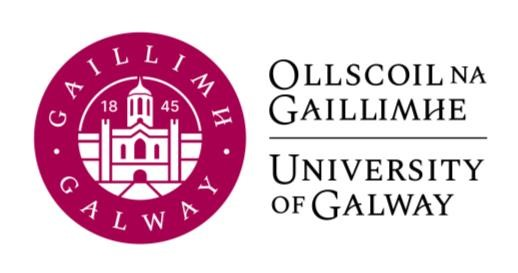 GAILLIMH
18 45
GALWAY
OLLSCOIL NA
GAILLIMHE
UNIVERSITY
OF GALWAY